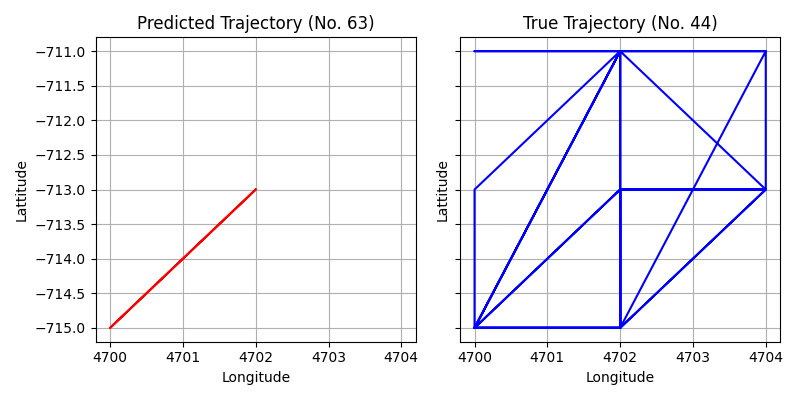 Predicted Trajectory (No. 63)
−711.0
−711.5
−712.0
−712.5
−713.0
−713.5
−714.0
−714.5
−715.0
Lattitude
4700 4701 4702 4703 4704
Longitude
True Trajectory (No. 44)
Lattitude
4700 4701 4702 4703 4704
Longitude